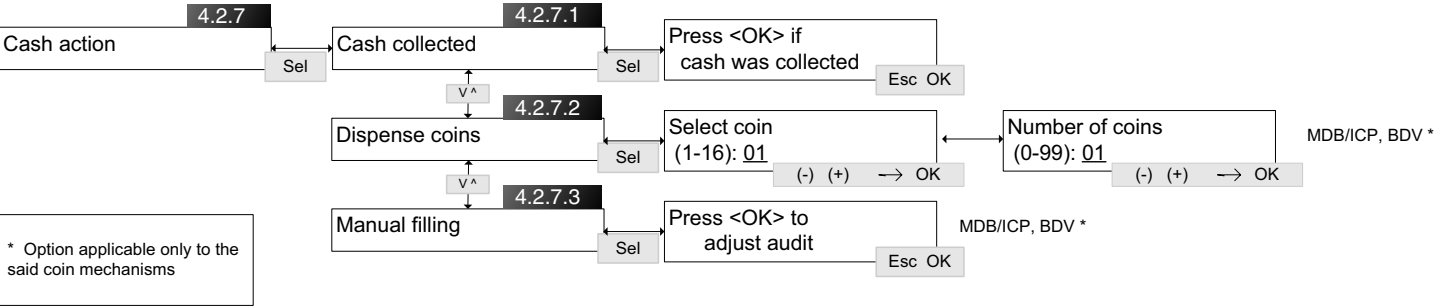 4.2.7
Cash action
Sel
4.2.7.1
Cash collected
Sel
Press <OK> if
cash was collected
Esc OK
V ^
4.2.7.2
Dispense coins
Sel
Select coin
(1-16): 01
(-) (+) → OK
Number of coins
(0-99): 01
(-) (+) → OK
MDB/ICP, BDV *
V ^
4.2.7.3
Manual filling
Sel
Press <OK> to
adjust audit
Esc OK
MDB/ICP, BDV *
* Option applicable only to the
said coin mechanisms